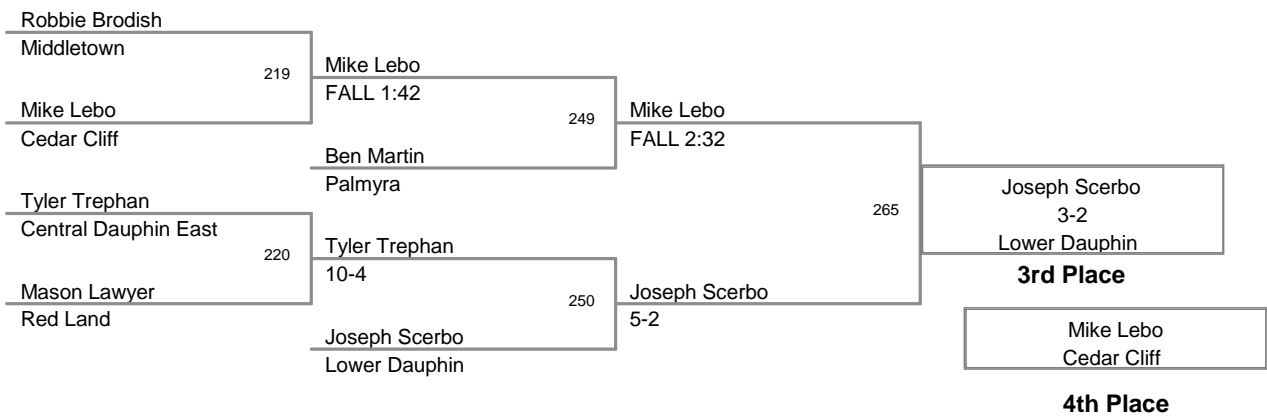 Robbie Brodish
Middletown
219
Mike Lebo
FALL 1:42
Mike Lebo
Cedar Cliff
249
Mike Lebo
FALL 2:32
Ben Martin
Palmyra
Tyler Trephan
Central Dauphin East
220
Tyler Trephan
10-4
Mason Lawyer
Red Land
250
Joseph Scerbo
5-2
Joseph Scerbo
Lower Dauphin
265
Joseph Scerbo
3-2
Lower Dauphin
3rd Place
Mike Lebo
Cedar Cliff
4th Place